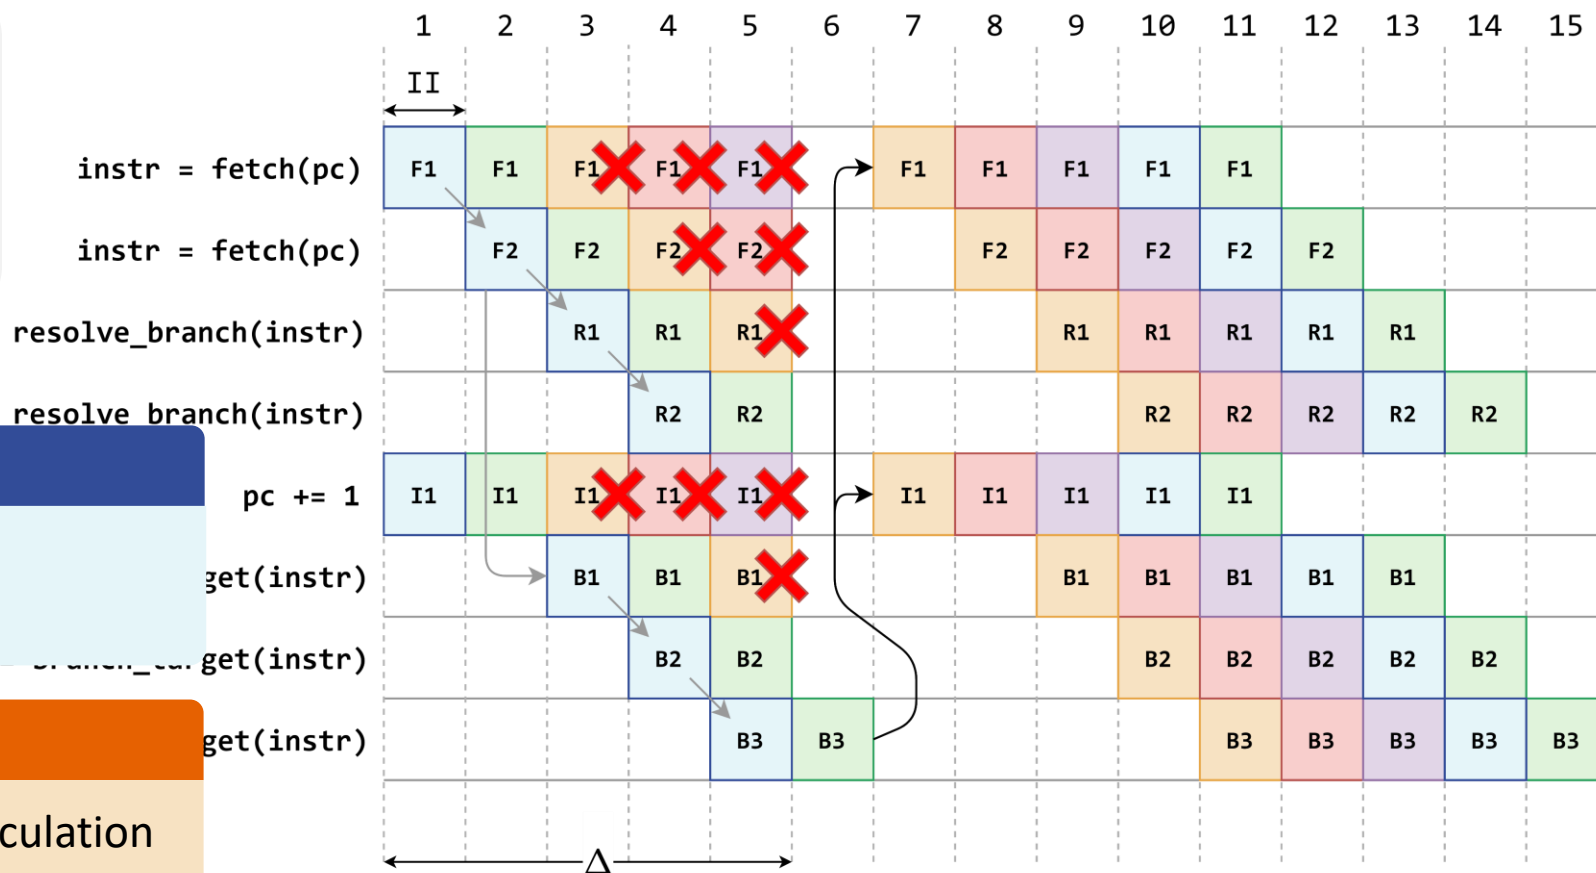 1 2 3 4 5 6 7 8 9 10 11 12 13 14 15
II
instr = fetch(pc) F1 F1 F1 F1 F1 F1 F1 F1 F1 F1
instr = fetch(pc) F2 F2 F2 F2 F2 F2 F2 F2 F2
resolve_branch(instr) R1 R1 R1 R1 R1 R1 R1 R1
resolve branch(instr) R2 R2 R2 R2 R2 R2 R2
pc += 1 I1 I1 I1 I1 I1 I1 I1 I1 I1 I1
get(instr) B1 B1 B1 B1 B1 B1 B1 B1
branch_target(instr) B2 B2 B2 B2 B2 B2 B2
get(instr) B3 B3 B3 B3 B3 B3 B3
culation
Δ